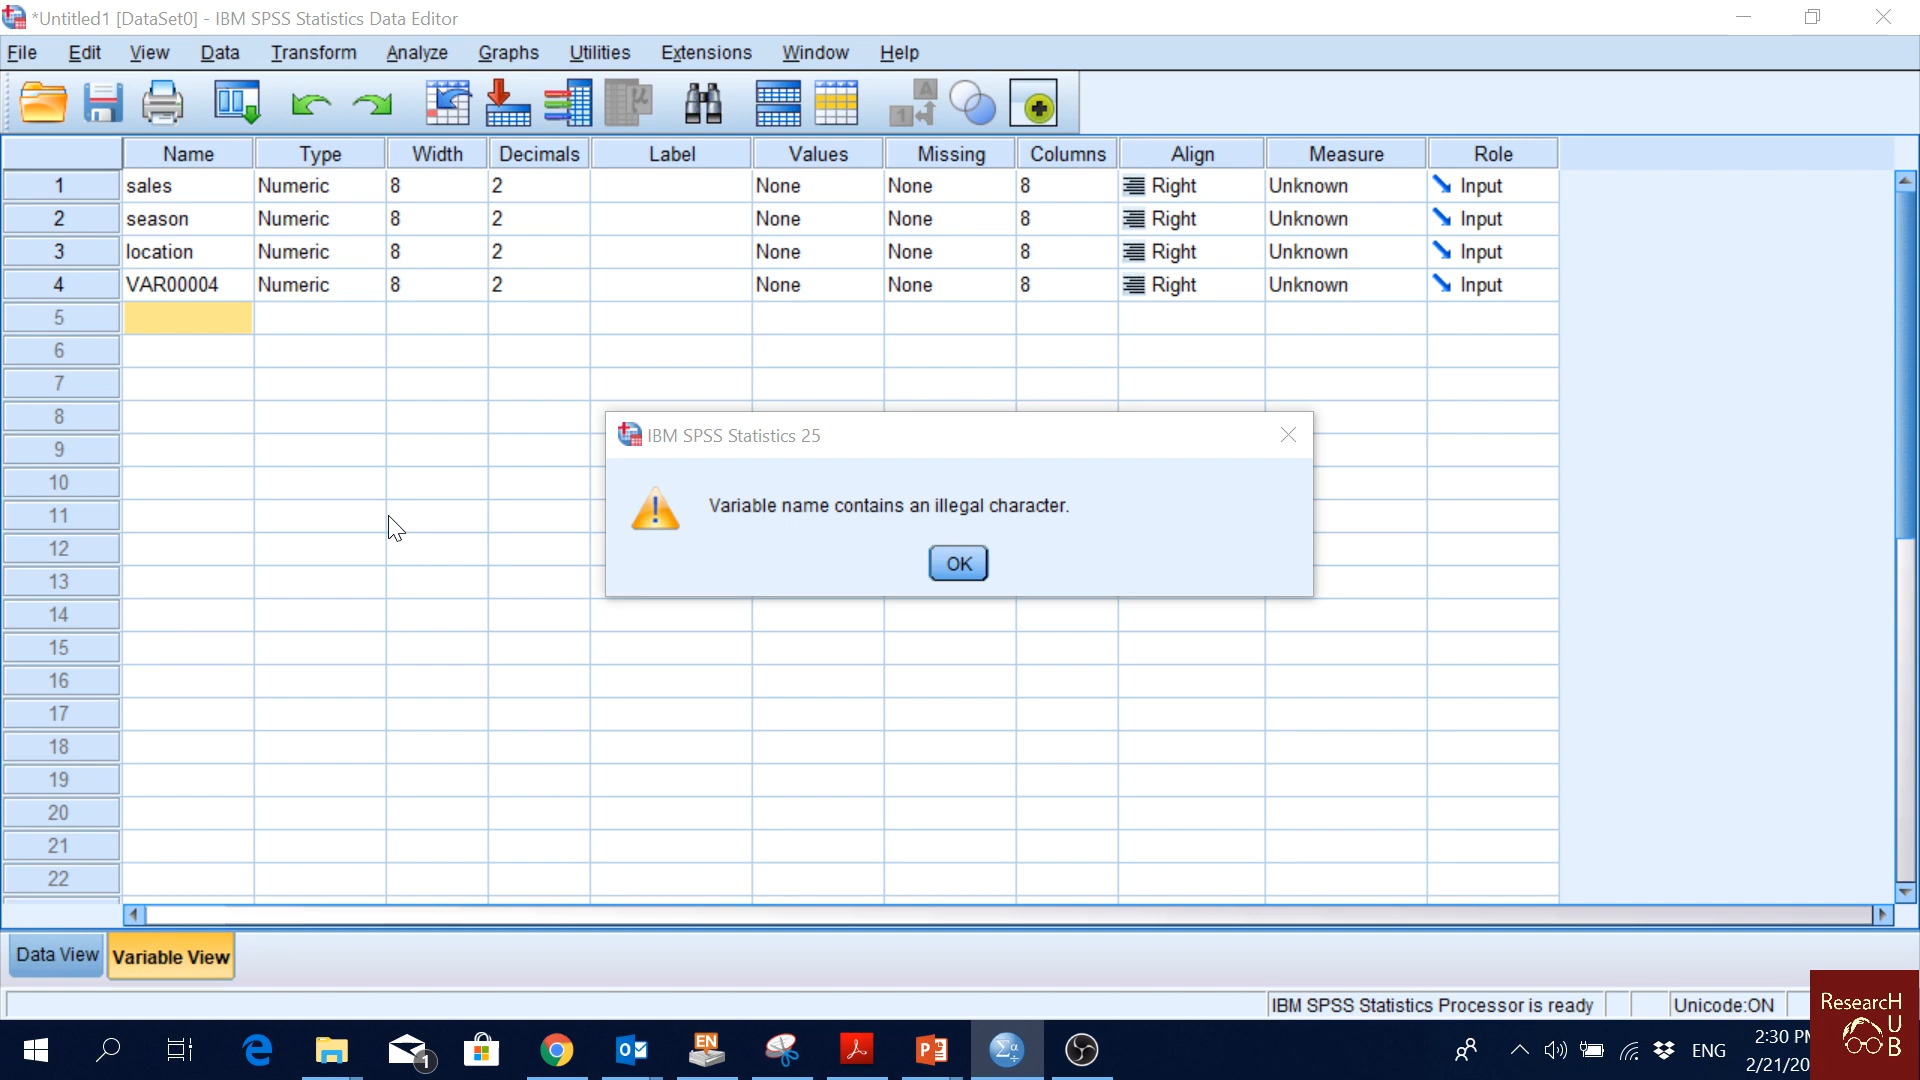 *Untitled1 [DataSet0] - IBM SPSS Statistics Data Editor
File Edit View Data Transform Analyze Graphs Utilities Extensions Window Help
Name Type Width Decimals Label Values Missing Columns Align Measure Role
1 sales Numeric 8 2 None None 8 Right Unknown Input
2 season Numeric 8 2 None None 8 Right Unknown Input
3 location Numeric 8 2 None None 8 Right Unknown Input
4 VAR00004 Numeric 8 2 None None 8 Right Unknown Input
5
6
7
8
9
10
11
12
13
14
15
16
17
18
19
20
21
22
IBM SPSS Statistics 25
Variable name contains an illegal character.
OK
Data View Variable View
IBM SPSS Statistics Processor is ready Unicode:ON
ResearcH
U
B
EN
1
ENG
2:30 PM
2/21/20